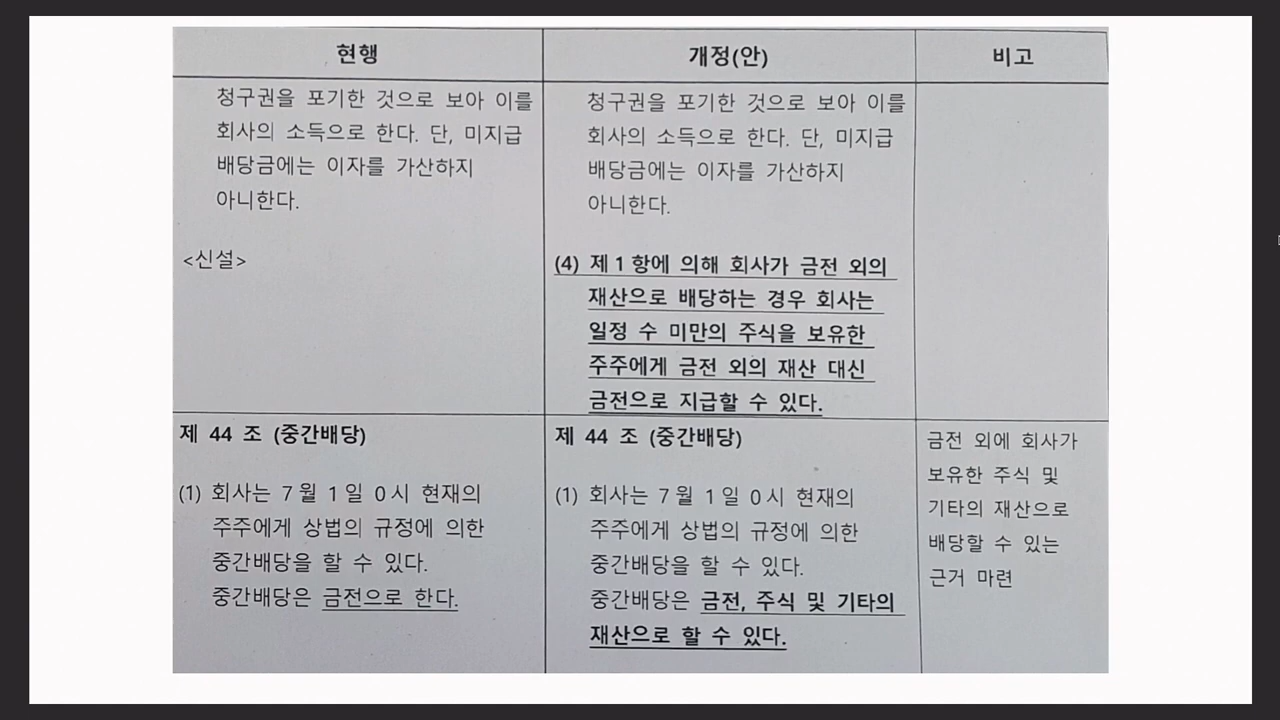 현행
개정(안)
비고
청구권을 포기한 것으로 보아 이를
회사의 소득으로 한다. 단, 미지급
배당금에는 이자를 가산하지
아니한다.
<신설>
청구권을 포기한 것으로 보아 이를
회사의 소득으로 한다. 단, 미지급
배당금에는 이자를 가산하지
아니한다.
(4) 제 1 항에 의해 회사가 금전 외의
재산으로 배당하는 경우 회사는
일정 수 미만의 주식을 보유한
주주에게 금전 외의 재산 대신
금전으로 지급할 수 있다.
제 44 조 (중간배당)
(1) 회사는 7 월 1 일 0 시 현재의
주주에게 상법의 규정에 의한
중간배당을 할 수 있다.
중간배당은 금전으로 한다.
제 44 조 (중간배당)
(1) 회사는 7 월 1 일 0 시 현재의
주주에게 상법의 규정에 의한
중간배당을 할 수 있다.
중간배당은 금전, 주식 및 기타의
재산으로 할 수 있다.
금전 외에 회사가
보유한 주식 및
기타의 재산으로
배당할 수 있는
근거 마련